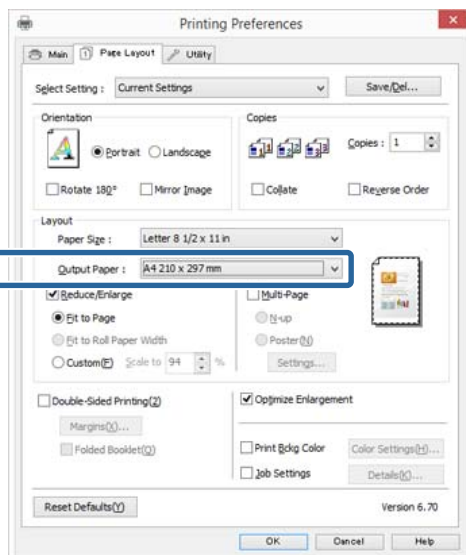 Printing Preferences
Main Page Layout Utility
Select Setting : Current Settings Save/Del...
Orientation Copies
Portrait Landscape Copies : 1
Rotate 180° Mirror Image Collate Reverse Order
Layout
Paper Size : Letter 8 1/2 x 11 in
Output Paper : A4 210 x 297 mm
Reduce/Enlarge Multi-Page
Fit to Page N-up
Fit to Roll Paper Width Poster(N)
Custom(F) Scale to 94 % Settings...
Double-Sided Printing(2) Optimize Enlargement
Margins(X)...
Folded Booklet(O) Print Bckg Color Color Settings(H)...
Job Settings Details(K)...
Reset Defaults(Y) Version 6.70
OK Cancel Help